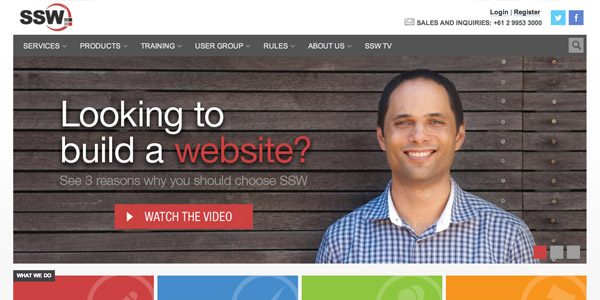 SSW
Login | Register
SALES AND INQUIRIES: +61 2 9953 3000
SERVICES PRODUCTS TRAINING USER GROUP RULES ABOUT US SSW TV
Looking to
build a website?
See 3 reasons why you should choose SSW
WATCH THE VIDEO
WHAT WE DO